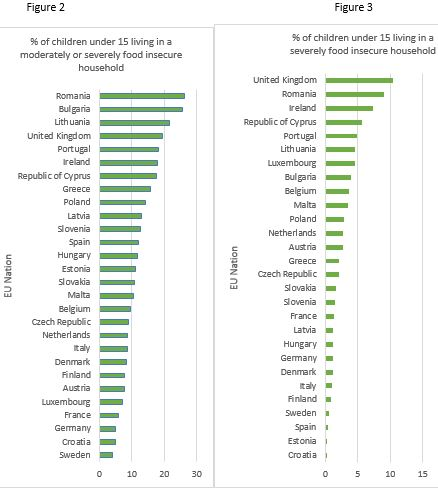 Figure 2
Figure 3
% of children under 15 living in a
moderately or severely food insecure
household
Romania
Bulgaria
Lithuania
United Kingdom
Portugal
Ireland
Republic of Cyprus
Greece
Poland
Latvia
Slovenia
Spain
Hungary
Estonia
Slovakia
Malta
Belgium
Czech Republic
Netherlands
Italy
Denmark
Finland
Austria
Luxembourg
France
Germany
Croatia
Sweden
EU Nation
0 10 20 30
% of children under 15 living in a
severely food insecure household
United Kingdom
Romania
Ireland
Republic of Cyprus
Portugal
Lithuania
Luxembourg
Bulgaria
Belgium
Malta
Poland
Netherlands
Austria
Greece
Czech Republic
Slovakia
Slovenia
France
Latvia
Hungary
Germany
Denmark
Italy
Finland
Sweden
Spain
Estonia
Croatia
EU Nation
0 5 10 15